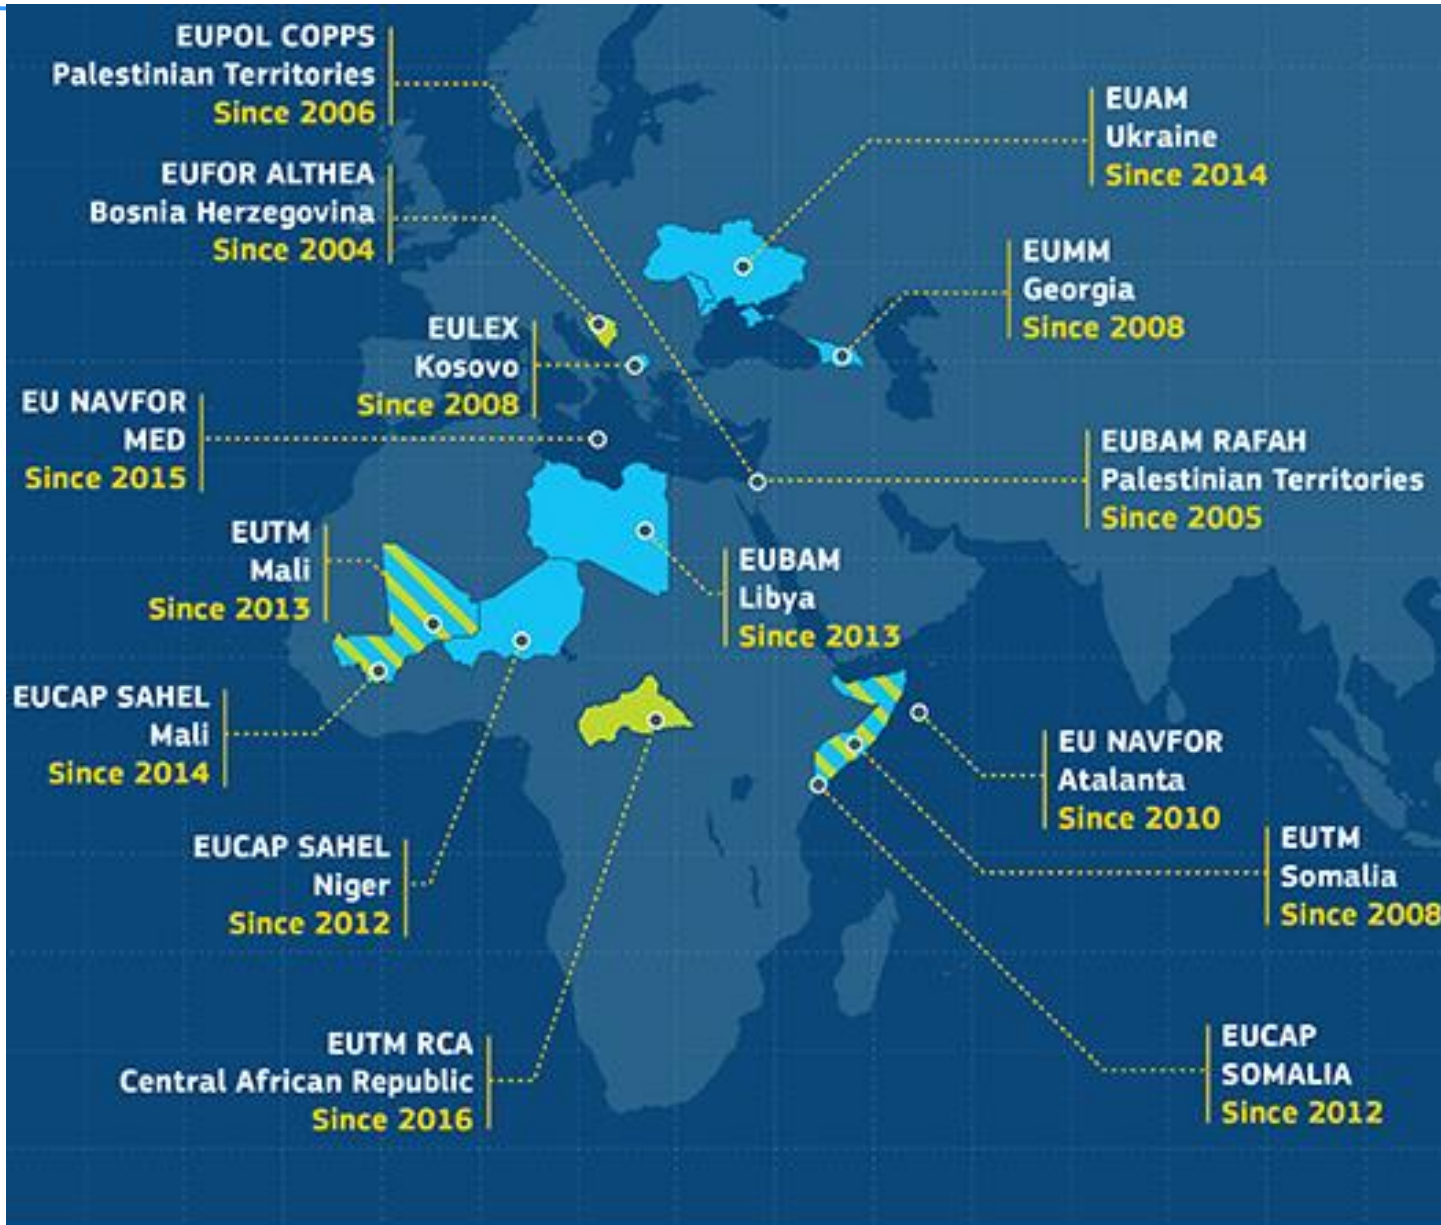 EUPOL COPPS
Palestinian Territories
Since 2006
EUFOR ALTHEA
Bosnia Herzegovina
Since 2004
EULEX
Kosovo
Since 2008
EU NAVFOR
MED
Since 2015
EUTM
Mali
Since 2013
EUCAP SAHEL
Mali
Since 2014
EUCAP SAHEL
Niger
Since 2012
EUTM RCA
Central African Republic
Since 2016
EUAM
Ukraine
Since 2014
EUMM
Georgia
Since 2008
EUBAM RAFAH
Palestinian Territories
Since 2005
EUBAM
Libya
Since 2013
EU NAVFOR
Atalanta
Since 2010
EUTM
Somalia
Since 2008
EUCAP
SOMALIA
Since 2012